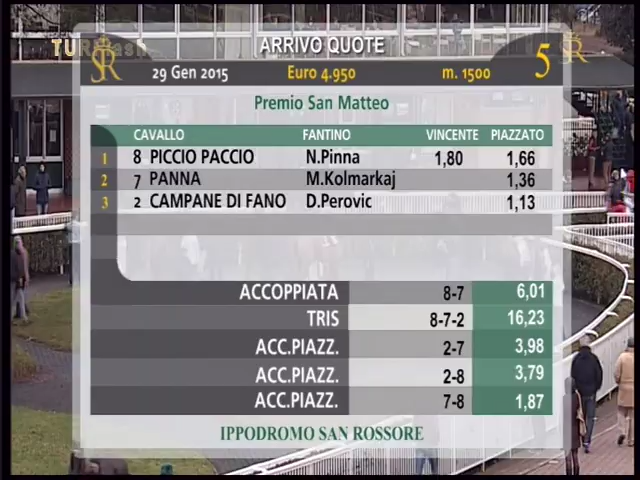 ARRIVO QUOTE
SR
29 Gen 2015 Euro 4.950 m. 1500 5
Premio San Matteo
CAVALLO FANTINO VINCENTE PIAZZATO
1 8 PICCIO PACCIO N.Pinna 1,80 1,66
2 7 PANNA M.Kolmarkaj 1,36
3 2 CAMPANE DI FANO D.Perovic 1,13
ACCOPPIATA 8-7 6,01
TRIS 8-7-2 16,23
ACC.PIAZZ. 2-7 3,98
ACC.PIAZZ. 2-8 3,79
ACC.PIAZZ. 7-8 1,87
IPPODROMO SAN ROSSORE